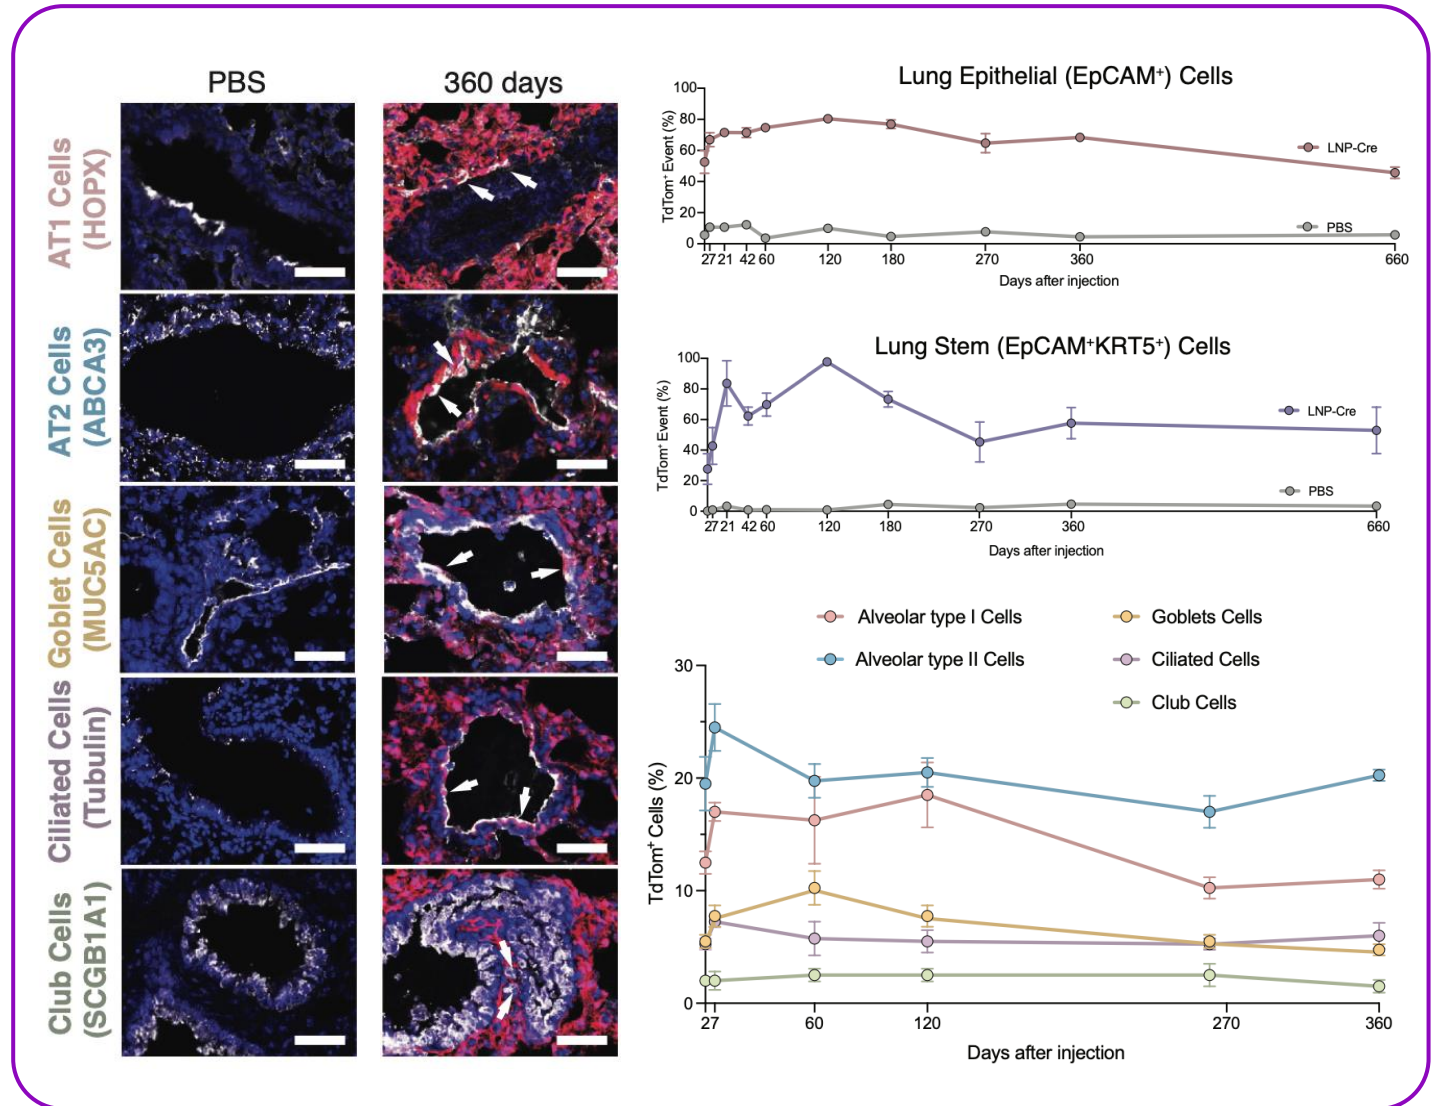 PBS
360 days
AT1 Cells
(HOPX)
AT2 Cells
(ABCA3)
Goblet Cells
(MUC5AC)
Ciliated Cells
(Tubulin)
Club Cells
(SCGB1A1)
Lung Epithelial (EpCAM⁺) Cells
TdTom⁺ Event (%)
100
80
60
40
20
0
LNP-Cre
PBS
27 21 42 60 120 180 270 360 660
Days after injection
Lung Stem (EpCAM⁺KRT5⁺) Cells
TdTom⁺ Event (%)
100
80
60
40
20
0
LNP-Cre
PBS
27 21 42 60 120 180 270 360 660
Days after injection
Alveolar type I Cells
Goblets Cells
Alveolar type II Cells
Ciliated Cells
Club Cells
TdTom⁺ Cells (%)
30
20
10
0
27 60 120 270 360
Days after injection